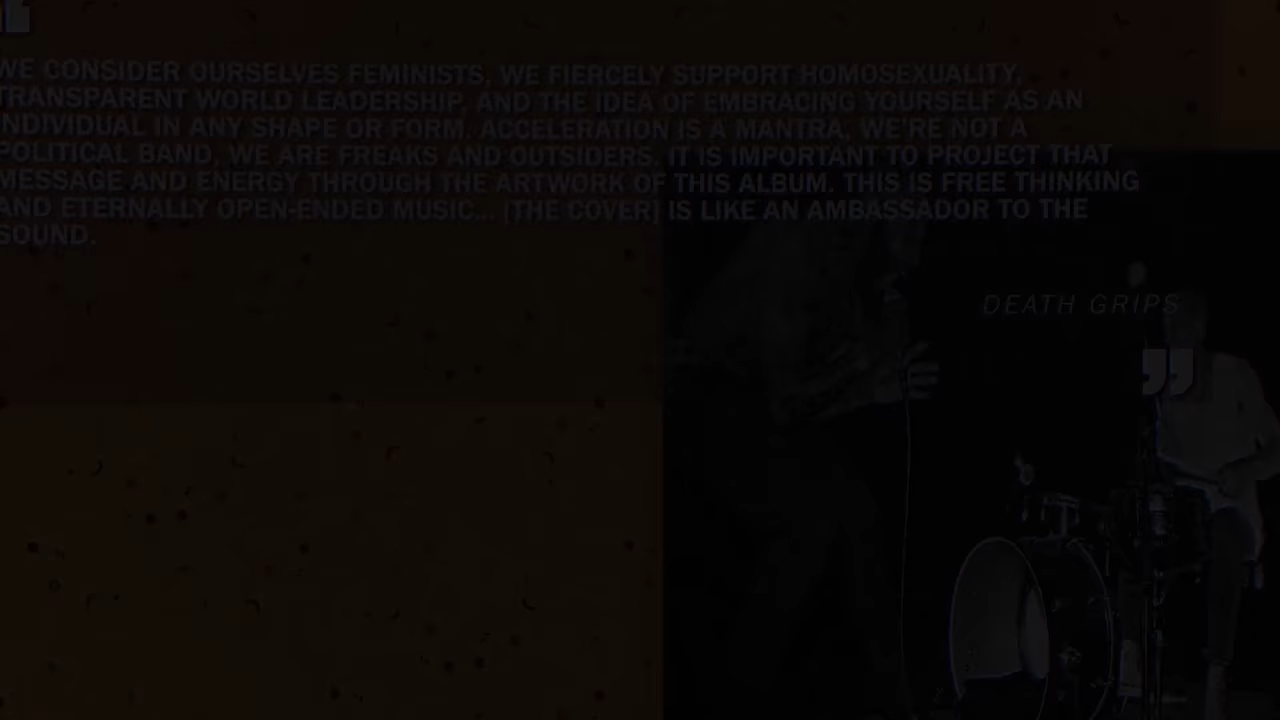 “
WE CONSIDER OURSELVES FEMINISTS. WE FIERCELY SUPPORT HOMOSEXUALITY,
TRANSPARENT WORLD LEADERSHIP, AND THE IDEA OF EMBRACING YOURSELF AS AN
INDIVIDUAL IN ANY SHAPE OR FORM. ACCELERATION IS A MANTRA. WE'RE NOT A
POLITICAL BAND, WE ARE FREAKS AND OUTSIDERS. IT IS IMPORTANT TO PROJECT THAT
MESSAGE AND ENERGY THROUGH THE ARTWORK OF THIS ALBUM. THIS IS FREE THINKING
AND ETERNALLY OPEN-ENDED MUSIC... [THE COVER] IS LIKE AN AMBASSADOR TO THE
SOUND.
DEATH GRIPS
”